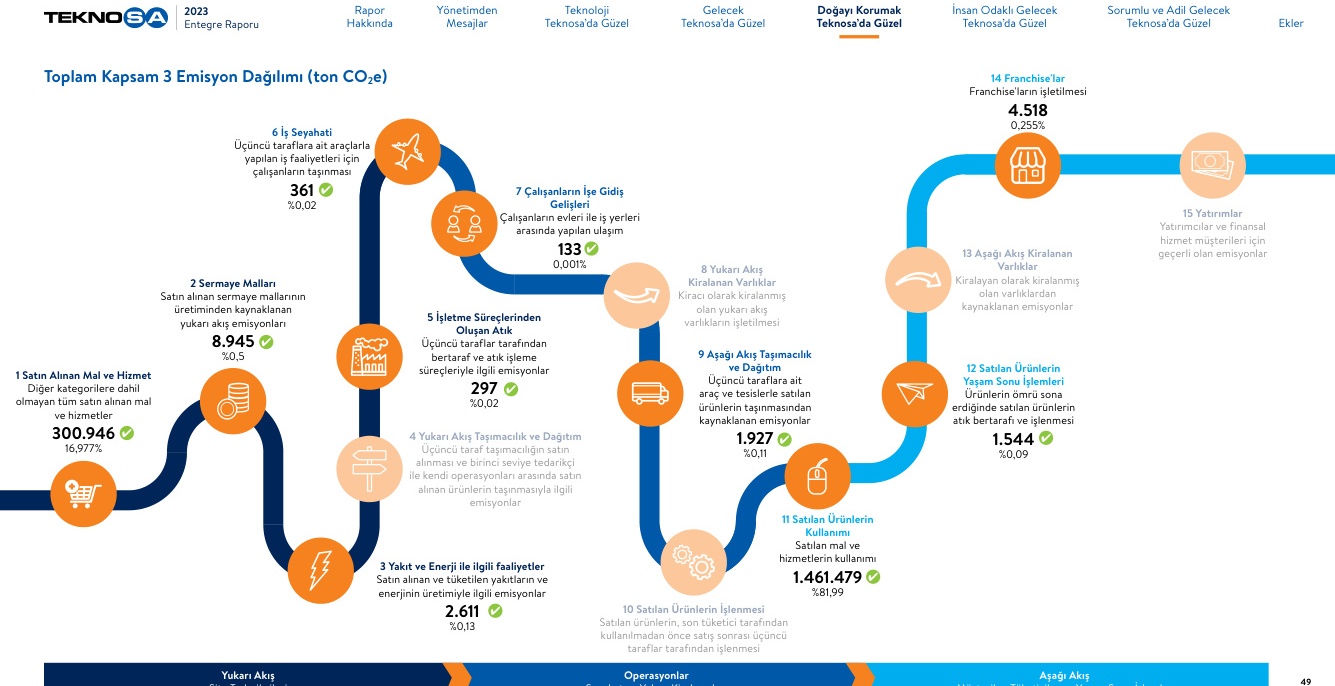 TEKNOSA
2023
Entegre Raporu
Rapor
Hakkında
Yönetimden
Mesajlar
Teknoloji
Teknosa'da Güzel
Gelecek
Teknosa'da Güzel
Doğayı Korumak
Teknosa'da Güzel
İnsan Odaklı Gelecek
Teknosa'da Güzel
Sorumlu ve Adil Gelecek
Teknosa'da Güzel
Ekler
Toplam Kapsam 3 Emisyon Dağılımı (ton CO₂e)
1 Satın Alınan Mal ve Hizmet
Diğer kategorilere dahil
olmayan tüm satın alınan mal
ve hizmetler
300.946
16,977%
2 Sermaye Malları
Satın alınan sermaye mallarının
üretiminden kaynaklanan
yukarı akış emisyonları
8.945
%0,5
3 Yakıt ve Enerji ile ilgili faaliyetler
Satın alınan ve tüketilen yakıtların ve
enerjinin üretimiyle ilgili emisyonlar
2.611
%0,13
4 Yukarı Akış Taşımacılık ve Dağıtım
Üçüncü taraf taşımacılığın satın
alınması ve birinci seviye tedarikçi
ile kendi operasyonları arasında satın
alınan ürünlerin taşınmasıyla ilgili
emisyonlar
5 İşletme Süreçlerinden
Oluşan Atık
Üçüncü taraflar tarafından
bertaraf ve atık işleme
süreçleriyle ilgili emisyonlar
297
%0,02
6 İş Seyahati
Üçüncü taraflara ait araçlarla
yapılan iş faaliyetleri için
çalışanların taşınması
361
%0,02
7 Çalışanların İşe Gidiş
Gelişleri
Çalışanların evleri ile iş yerleri
arasında yapılan ulaşım
133
0,001%
8 Yukarı Akış
Kiralanan Varlıklar
Kiracı olarak kiralanmış
olan yukarı akış
varlıkların işletilmesi
9 Aşağı Akış Taşımacılık
ve Dağıtım
Üçüncü taraflara ait
araç ve tesislerle satılan
ürünlerin taşınmasından
kaynaklanan emisyonlar
1.927
%0,11
10 Satılan Ürünlerin İşlenmesi
Satılan ürünlerin, son tüketici tarafından
kullanılmadan önce satış sonrası üçüncü
taraflar tarafından işlenmesi
11 Satılan Ürünlerin
Kullanımı
Satılan mal ve
hizmetlerin kullanımı
1.461.479
%81,99
12 Satılan Ürünlerin
Yaşam Sonu İşlemleri
Ürünlerin ömrü sona
erdiğinde satılan ürünlerin
atık bertarafı ve işlenmesi
1.544
%0,09
13 Aşağı Akış Kiralanan
Varlıklar
Kiralayan olarak kiralanmış
olan varlıklardan
kaynaklanan emisyonlar
14 Franchise'lar
Franchise'ların işletilmesi
4.518
0,255%
15 Yatırımlar
Yatırımcılar ve finansal
hizmet müşterileri için
geçerli olan emisyonlar
Yukarı Akış
Operasyonlar
Aşağı Akış
49